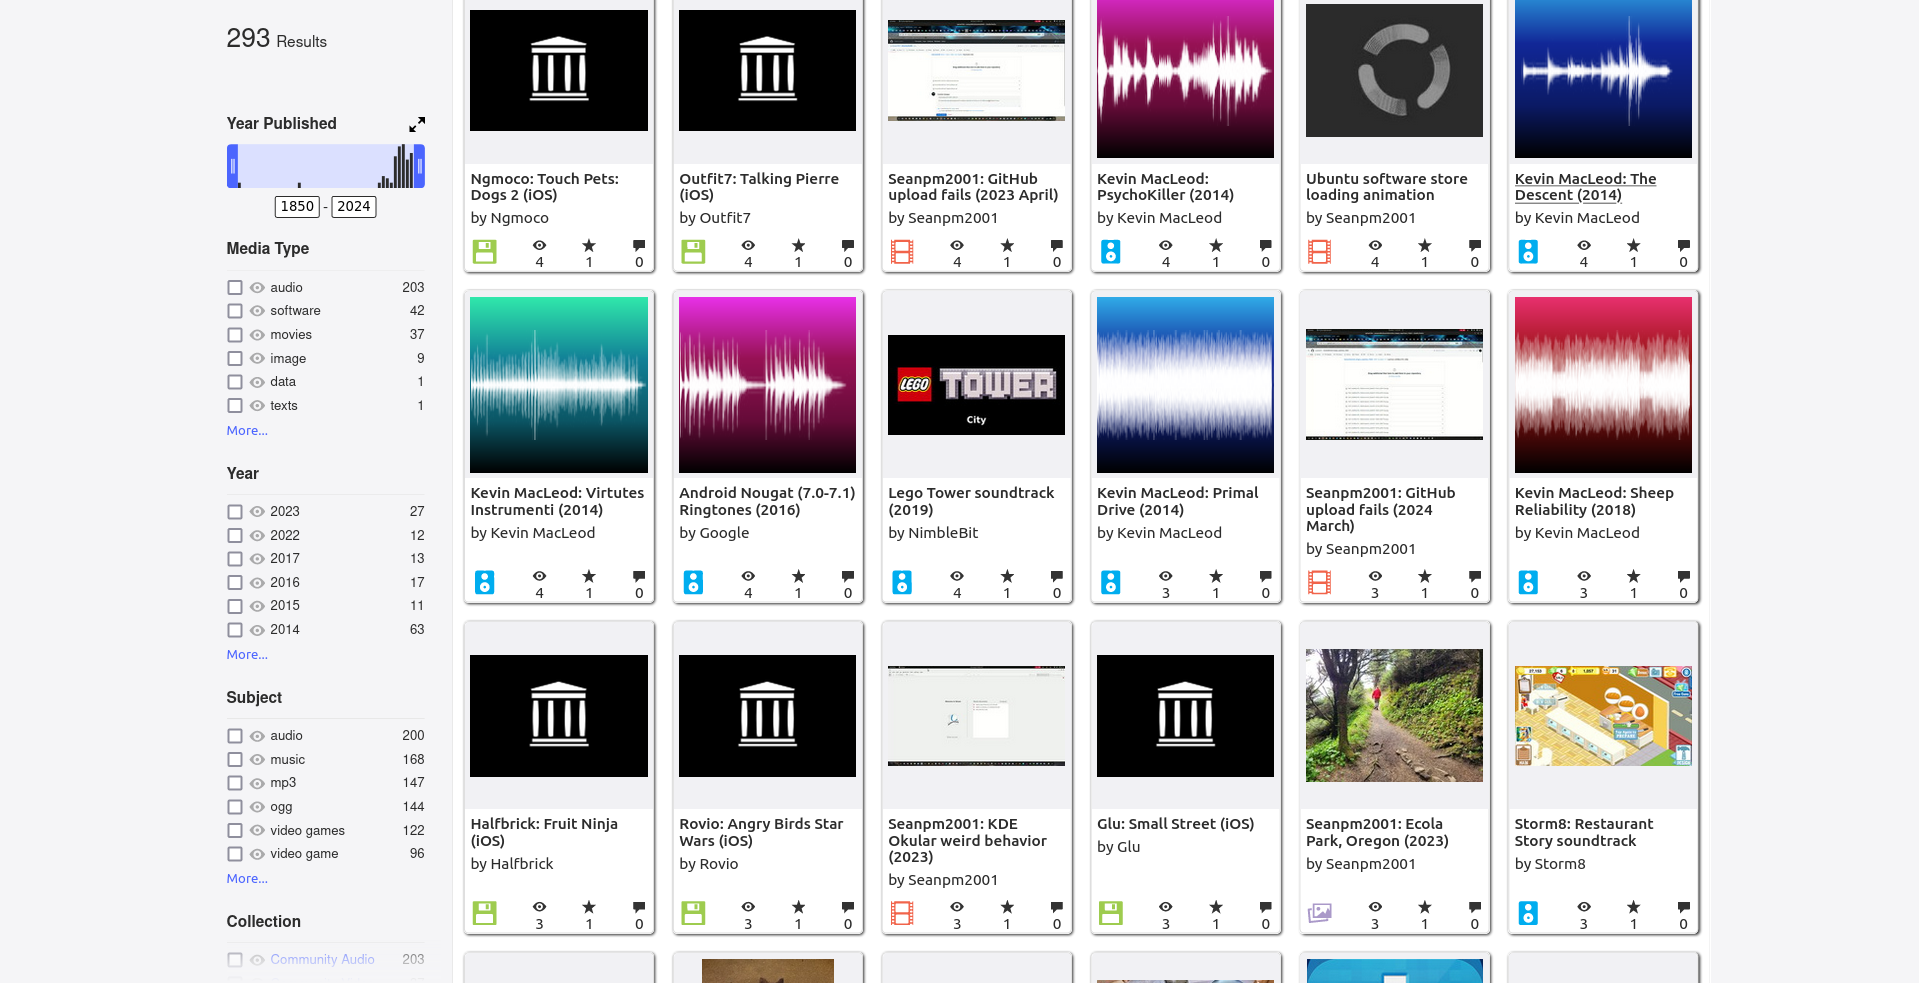 293 Results
Year Published
1850 - 2024
Media Type
audio 203
software 42
movies 37
image 9
data 1
texts 1
More...
Year
2023 27
2022 12
2017 13
2016 17
2015 11
2014 63
More...
Subject
audio 200
music 168
mp3 147
ogg 144
video games 122
video game 96
More...
Collection
Community Audio 203
Ngmoco: Touch Pets:
Dogs 2 (iOS)
by Ngmoco
4 1 0
Outfit7: Talking Pierre
(iOS)
by Outfit7
4 1 0
Seanpm2001: GitHub
upload fails (2023 April)
by Seanpm2001
4 1 0
Kevin MacLeod:
PsychoKiller (2014)
by Kevin MacLeod
4 1 0
Ubuntu software store
loading animation
by Seanpm2001
4 1 0
Kevin MacLeod: The
Descent (2014)
by Kevin MacLeod
4 1 0
Kevin MacLeod: Virtutes
Instrumenti (2014)
by Kevin MacLeod
4 1 0
Android Nougat (7.0-7.1)
Ringtones (2016)
by Google
4 1 0
LEGO TOWER
City
Lego Tower soundtrack
(2019)
by NimbleBit
4 1 0
Kevin MacLeod: Primal
Drive (2014)
by Kevin MacLeod
3 1 0
Seanpm2001: GitHub
upload fails (2024
March)
by Seanpm2001
3 1 0
Kevin MacLeod: Sheep
Reliability (2018)
by Kevin MacLeod
3 1 0
Halfbrick: Fruit Ninja
(iOS)
by Halfbrick
3 1 0
Rovio: Angry Birds Star
Wars (iOS)
by Rovio
3 1 0
Seanpm2001: KDE
Okular weird behavior
(2023)
by Seanpm2001
3 1 0
Glu: Small Street (iOS)
by Glu
3 1 0
Seanpm2001: Ecola
Park, Oregon (2023)
by Seanpm2001
3 1 0
Storm8: Restaurant
Story soundtrack
by Storm8
3 1 0